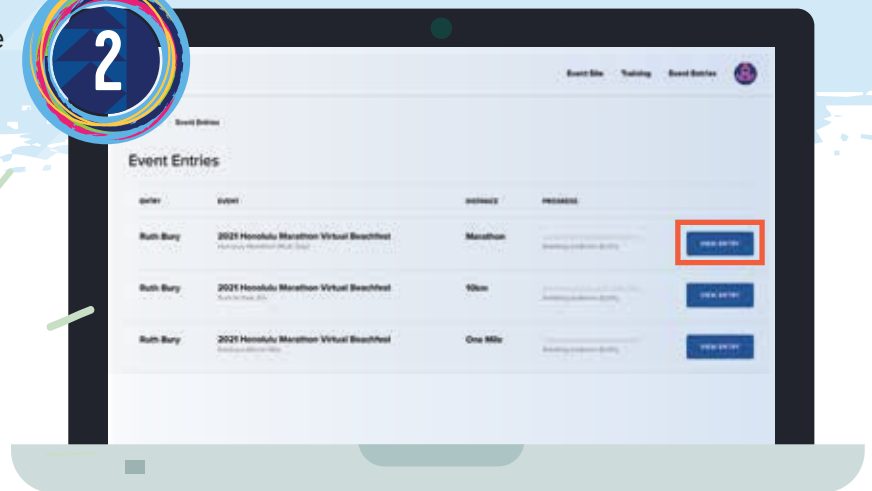 e
2
Event Site Training Event Entries
Event Entries
Event Entries
ENTRY EVENT DISTANCE PROGRESS
Ruth Bury 2021 Honolulu Marathon Virtual Beachfest Marathon
VIEW ENTRY
Ruth Bury 2021 Honolulu Marathon Virtual Beachfest 10km
VIEW ENTRY
Ruth Bury 2021 Honolulu Marathon Virtual Beachfest One Mile
VIEW ENTRY